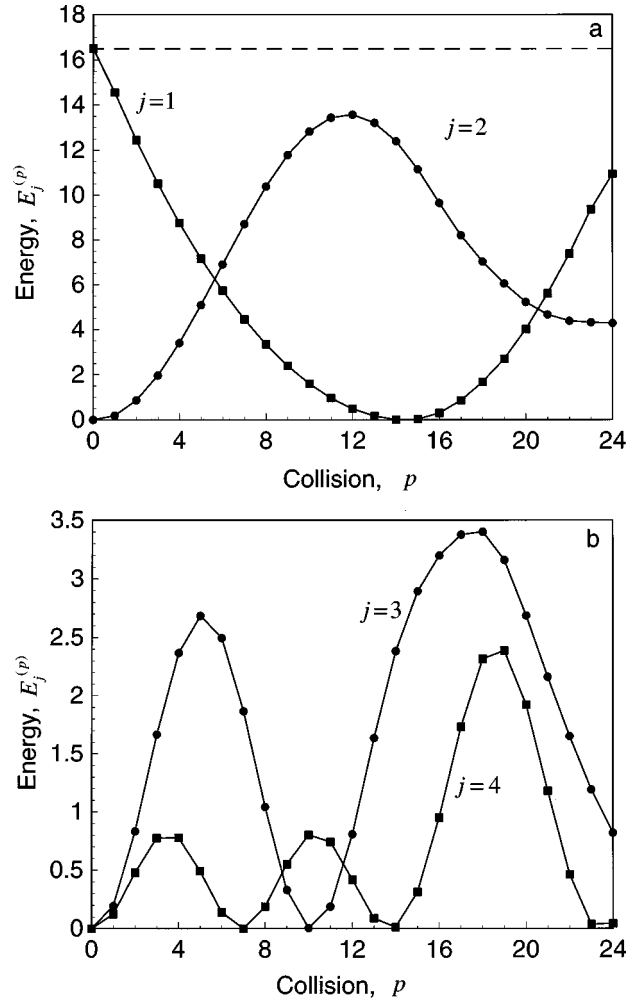 a
18
16
14
12
10
8
6
4
2
0
Energy, E_j^(p)
j=1
j=2
0 4 8 12 16 20 24
Collision, p
b
3.5
3
2.5
2
1.5
1
0.5
0
Energy, E_j^(p)
j=3
j=4
0 4 8 12 16 20 24
Collision, p